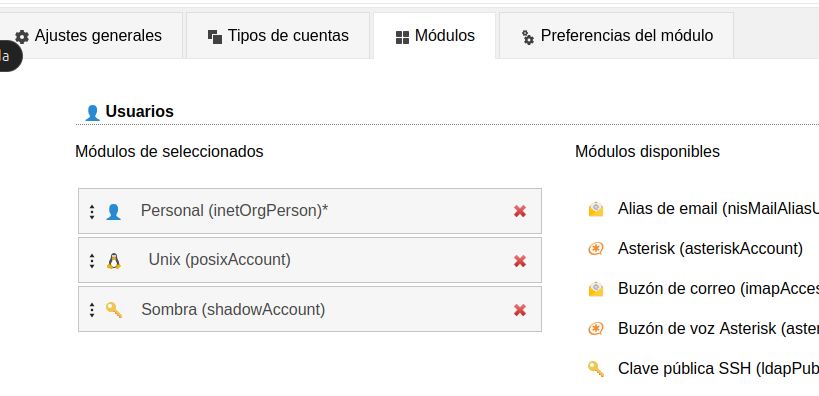 Ajustes generales
Tipos de cuentas
Módulos
Preferencias del módulo
la
Usuarios
Módulos de seleccionados
Módulos disponibles
Personal (inetOrgPerson)*
Unix (posixAccount)
Sombra (shadowAccount)
Alias de email (nisMailAliasU
Asterisk (asteriskAccount)
Buzón de correo (imapAcces
Buzón de voz Asterisk (aster
Clave pública SSH (ldapPub